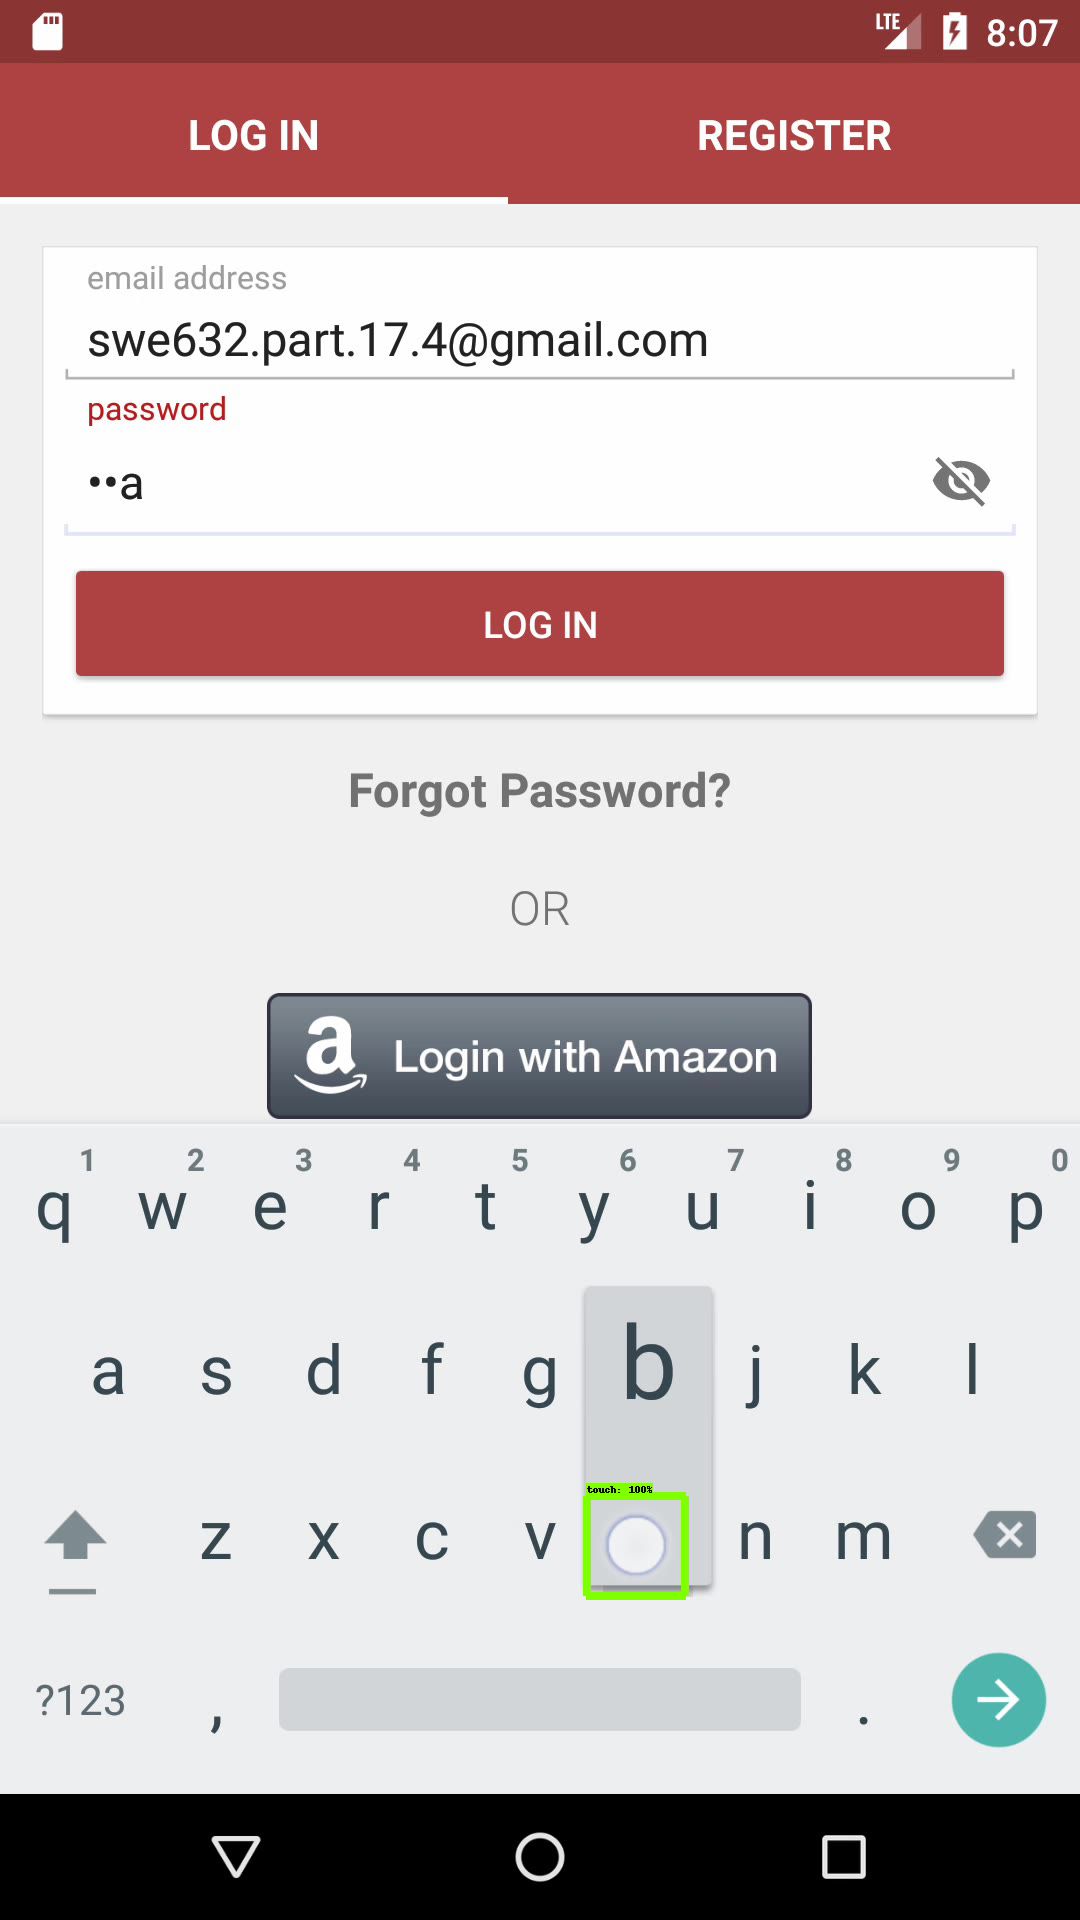 LTE 8:07
LOG IN REGISTER
email address
swe632.part.17.4@gmail.com
password
••a
LOG IN
Forgot Password?
OR
a Login with Amazon
1 2 3 4 5 6 7 8 9 0
q w e r t y u i o p
a s d f g b j k l
touch: 100%
z x c v n m
?123 , .